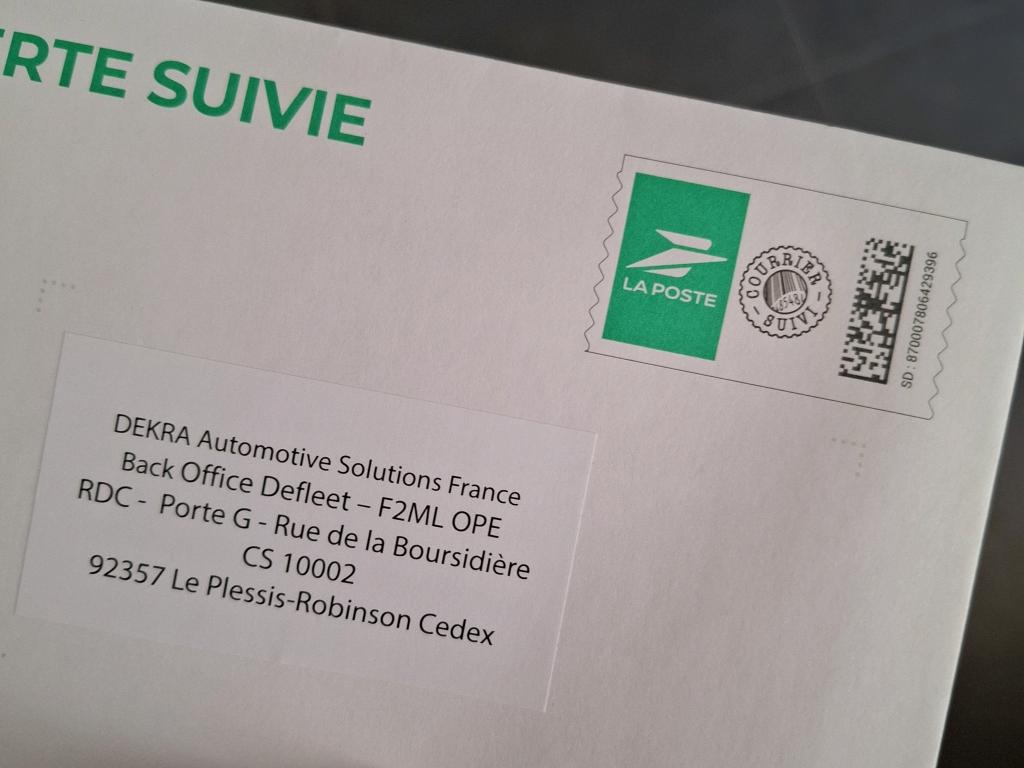 ERTE SUIVIE
LA POSTE
COURRIER
SUIVI
SD : 870007806429396
DEKRA Automotive Solutions France
Back Office Defleet – F2ML OPE
RDC - Porte G - Rue de la Boursidière
CS 10002
92357 Le Plessis-Robinson Cedex